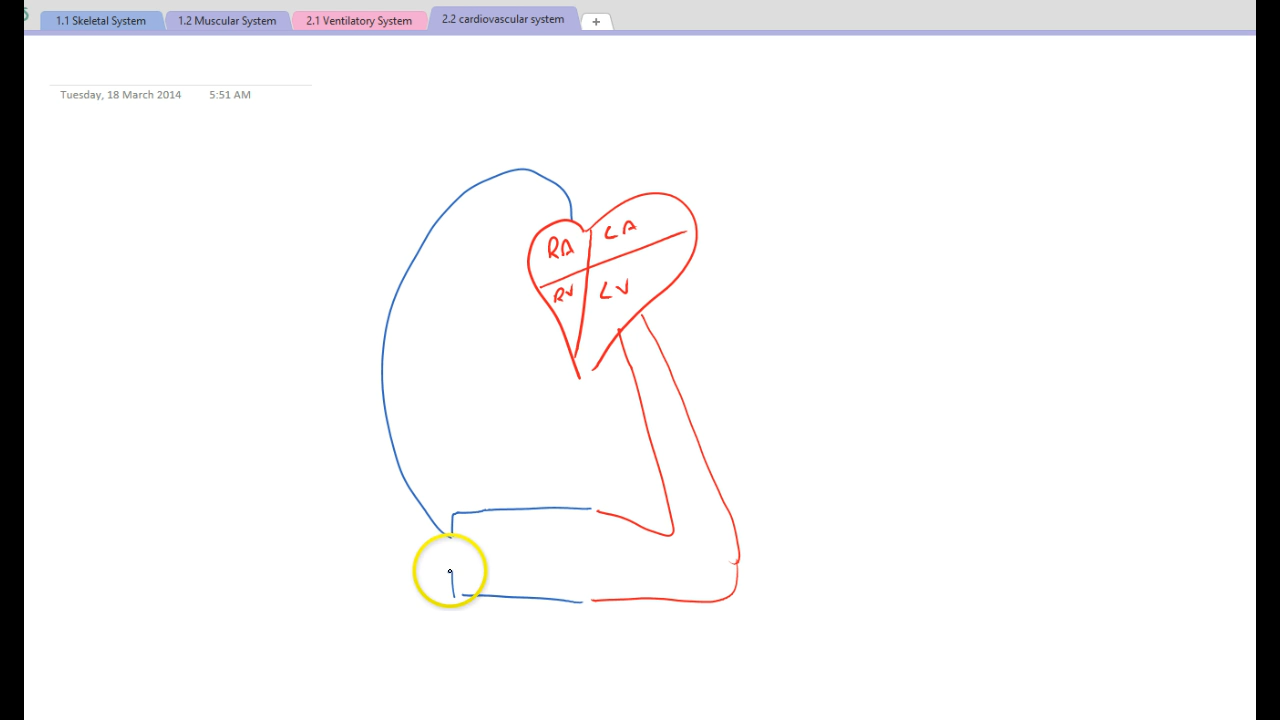 1.1 Skeletal System
1.2 Muscular System
2.1 Ventilatory System
2.2 cardiovascular system
Tuesday, 18 March 2014 5:51 AM
RA
LA
RV
LV